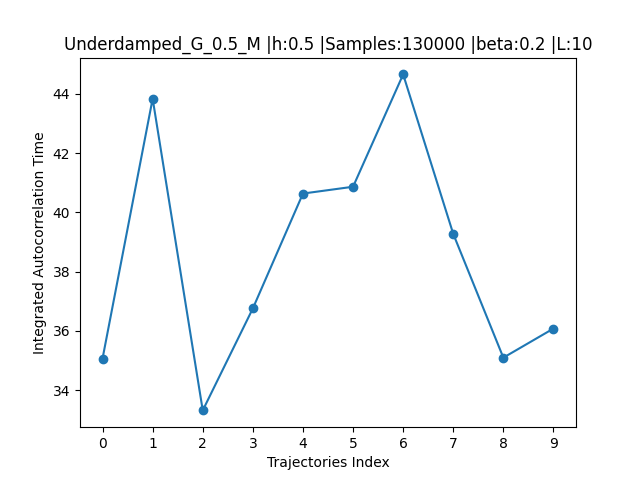 Underdamped_G_0.5_M |h:0.5 |Samples:130000 |beta:0.2 |L:10
Integrated Autocorrelation Time
44
42
40
38
36
34
0 1 2 3 4 5 6 7 8 9
Trajectories Index